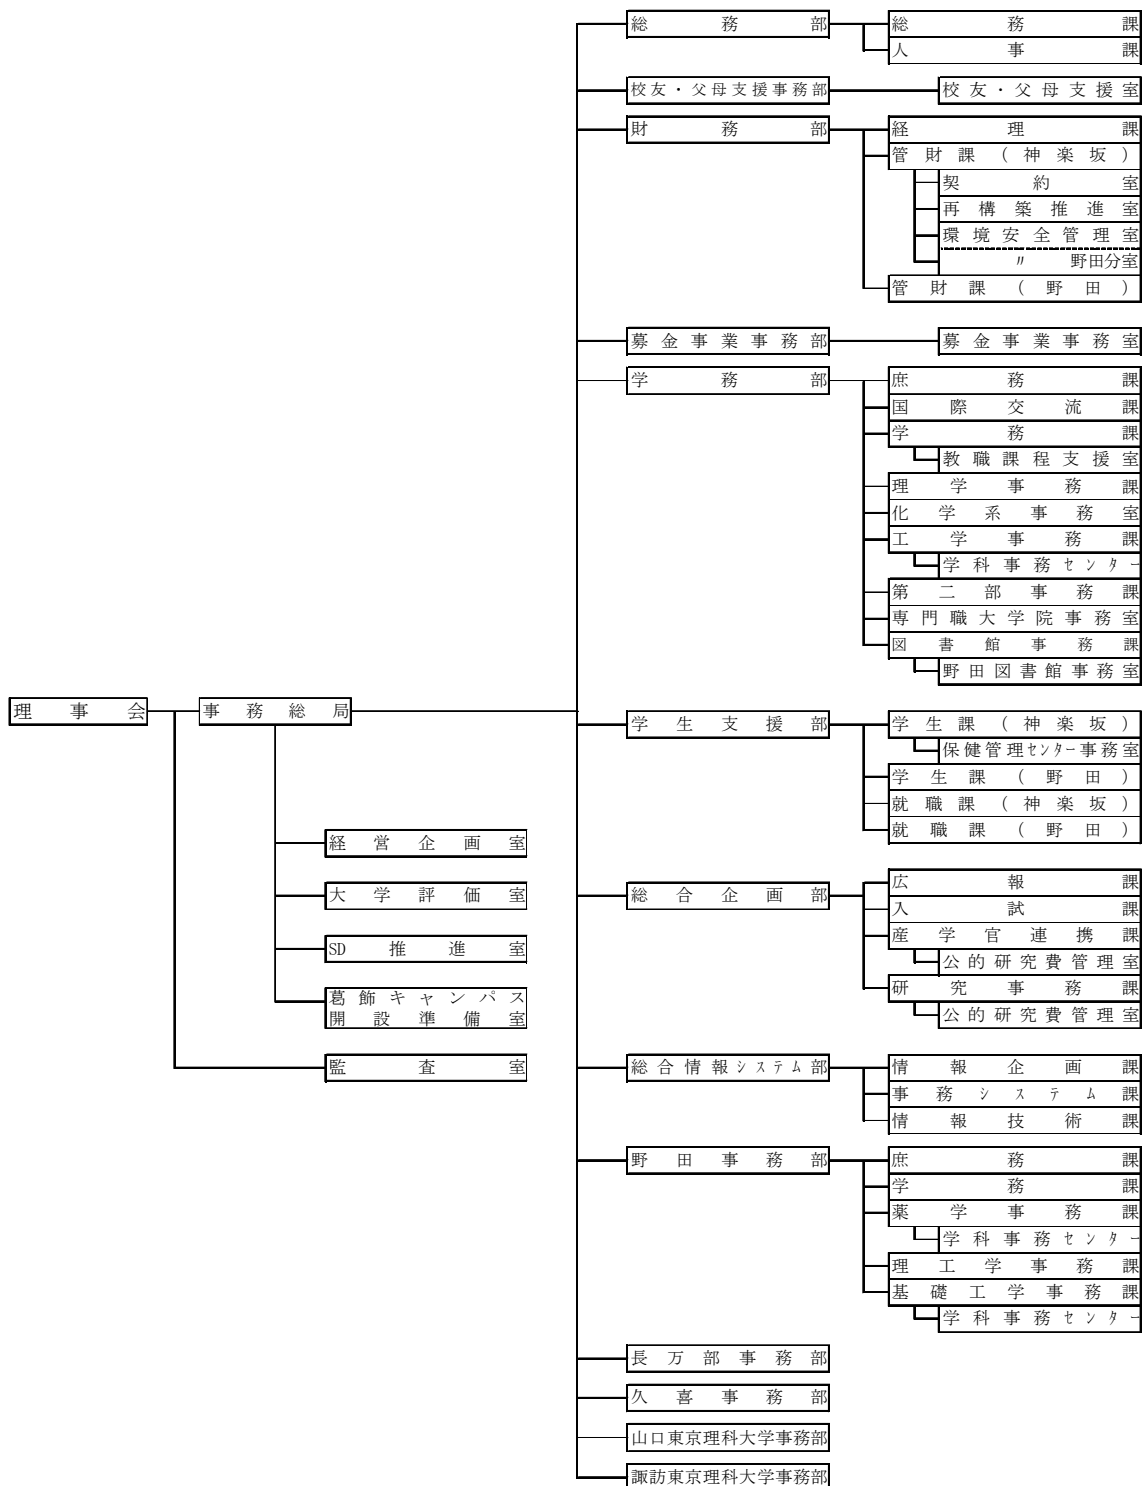 総務部
総務課
人事課
校友・父母支援事務部
校友・父母支援室
財務部
経理課
管財課（神楽坂）
契約室
再構築推進室
環境安全管理室
〃 野田分室
管財課（野田）
募金事業事務部
募金事業事務室
学務部
庶務課
国際交流課
学務課
教職課程支援室
理学事務課
化学系事務室
工学事務課
学科事務センター
第二部事務課
専門職大学院事務室
図書館事務課
野田図書館事務室
理事会
事務総局
学生支援部
学生課（神楽坂）
保健管理センター事務室
学生課（野田）
就職課（神楽坂）
就職課（野田）
経営企画室
大学評価室
SD推進室
葛飾キャンパス
開設準備室
監査室
総合企画部
広報課
入試課
産学官連携課
公的研究費管理室
研究事務課
公的研究費管理室
総合情報システム部
情報企画課
事務システム課
情報技術課
野田事務部
庶務課
学務課
薬学事務課
学科事務センター
理工学事務課
基礎工学事務課
学科事務センター
長万部事務部
久喜事務部
山口東京理科大学事務部
諏訪東京理科大学事務部